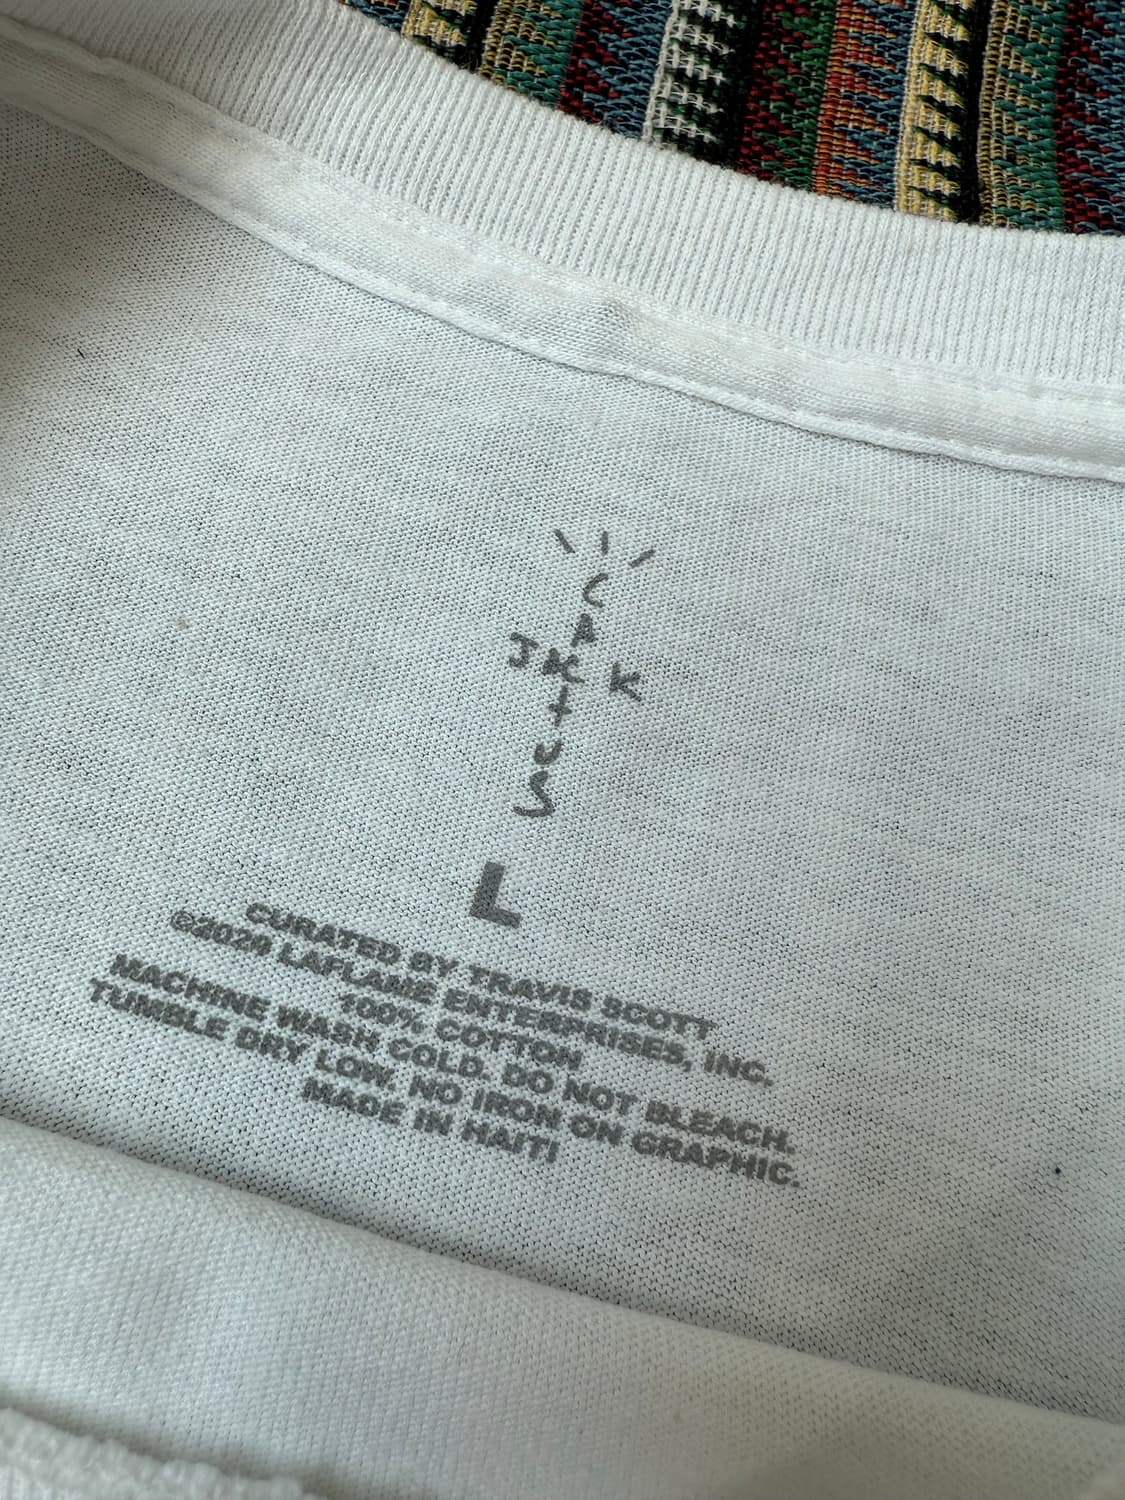 CACTUS
JACK
L
CURATED BY TRAVIS SCOTT
©2020 LAFLAME ENTERPRISES, INC.
100% COTTON
MACHINE WASH COLD. DO NOT BLEACH.
TUMBLE DRY LOW. NO IRON ON GRAPHIC.
MADE IN HAITI